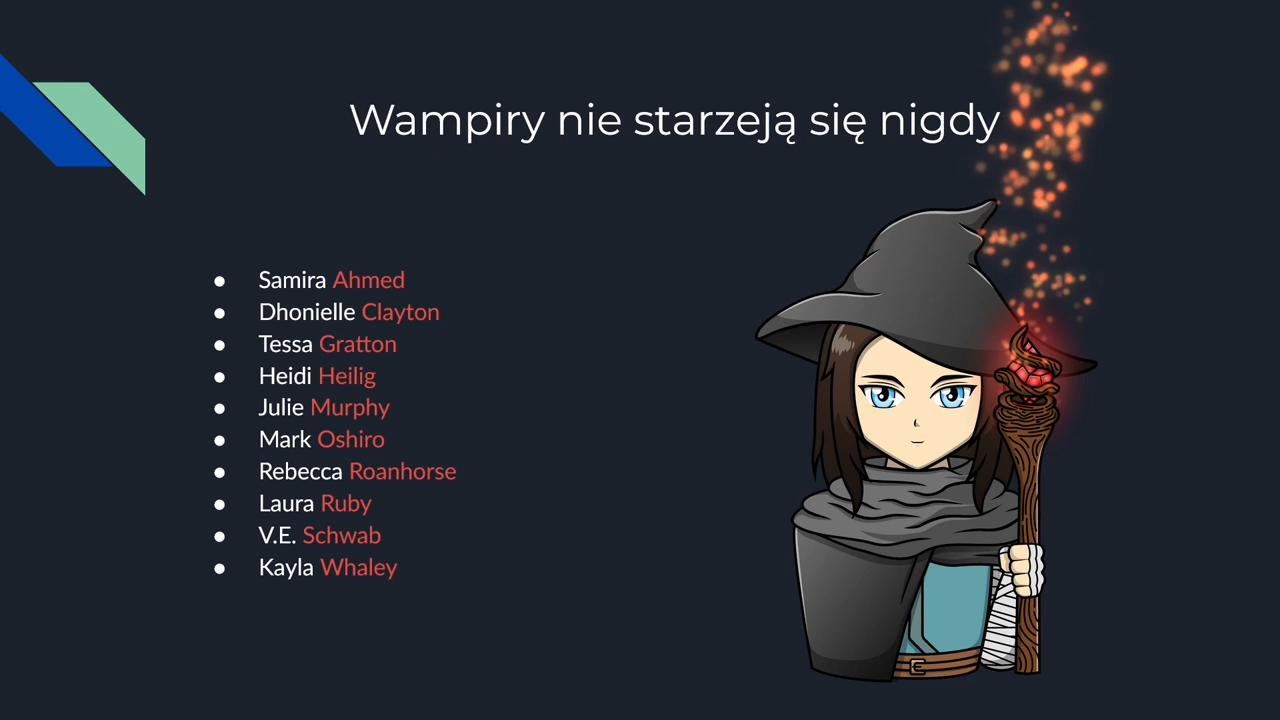 Wampiry nie starzeją się nigdy
● Samira Ahmed
● Dhonielle Clayton
● Tessa Gratton
● Heidi Heilig
● Julie Murphy
● Mark Oshiro
● Rebecca Roanhorse
● Laura Ruby
● V.E. Schwab
● Kayla Whaley